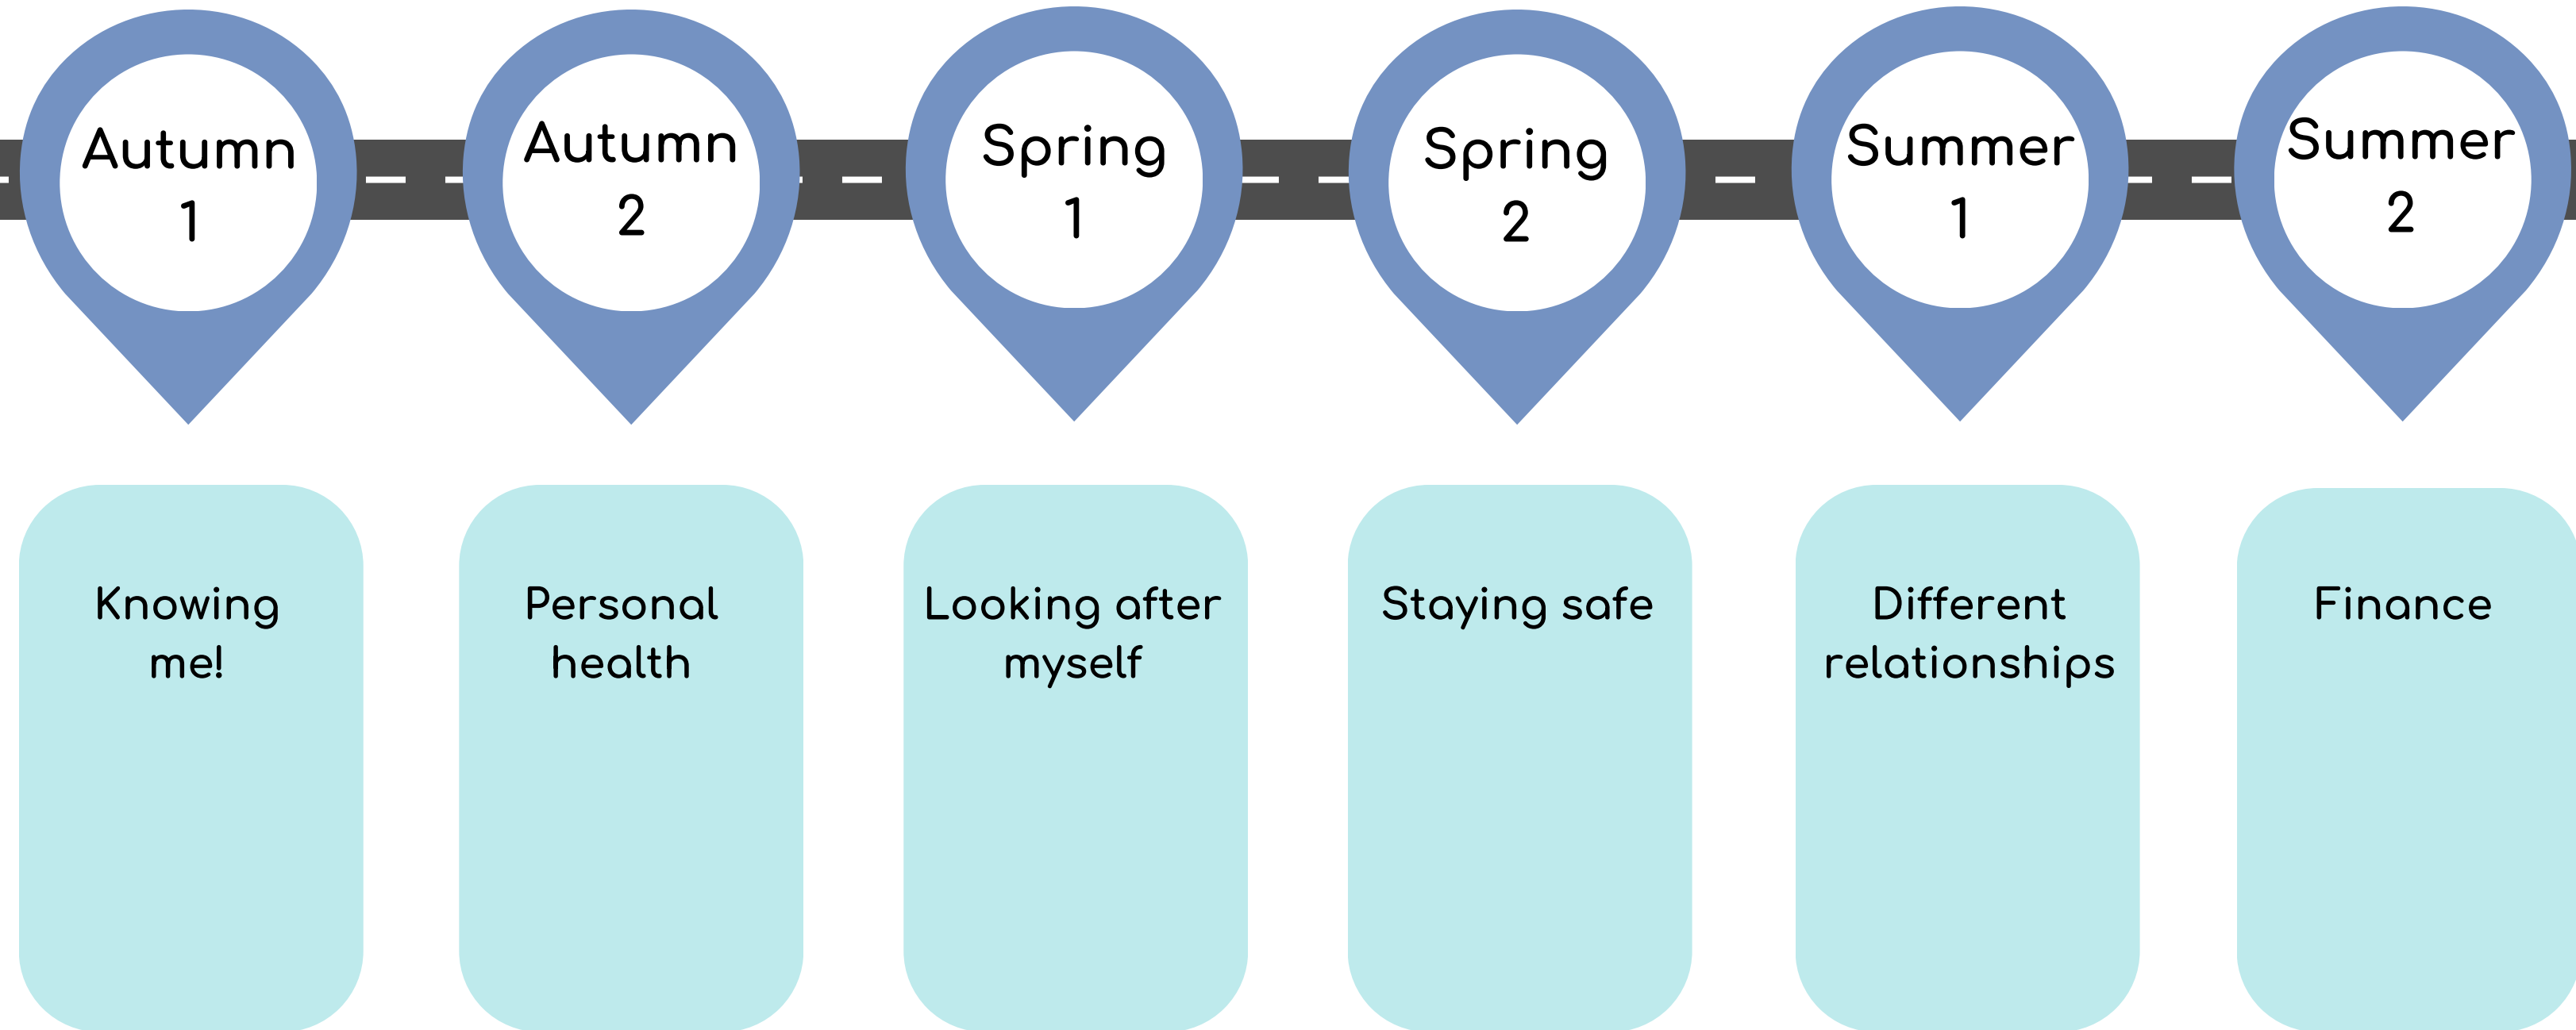 Autumn
1
Autumn
2
Spring
1
Spring
2
Summer
1
Summer
2
Knowing
me!
Personal
health
Looking after
myself
Staying safe
Different
relationships
Finance